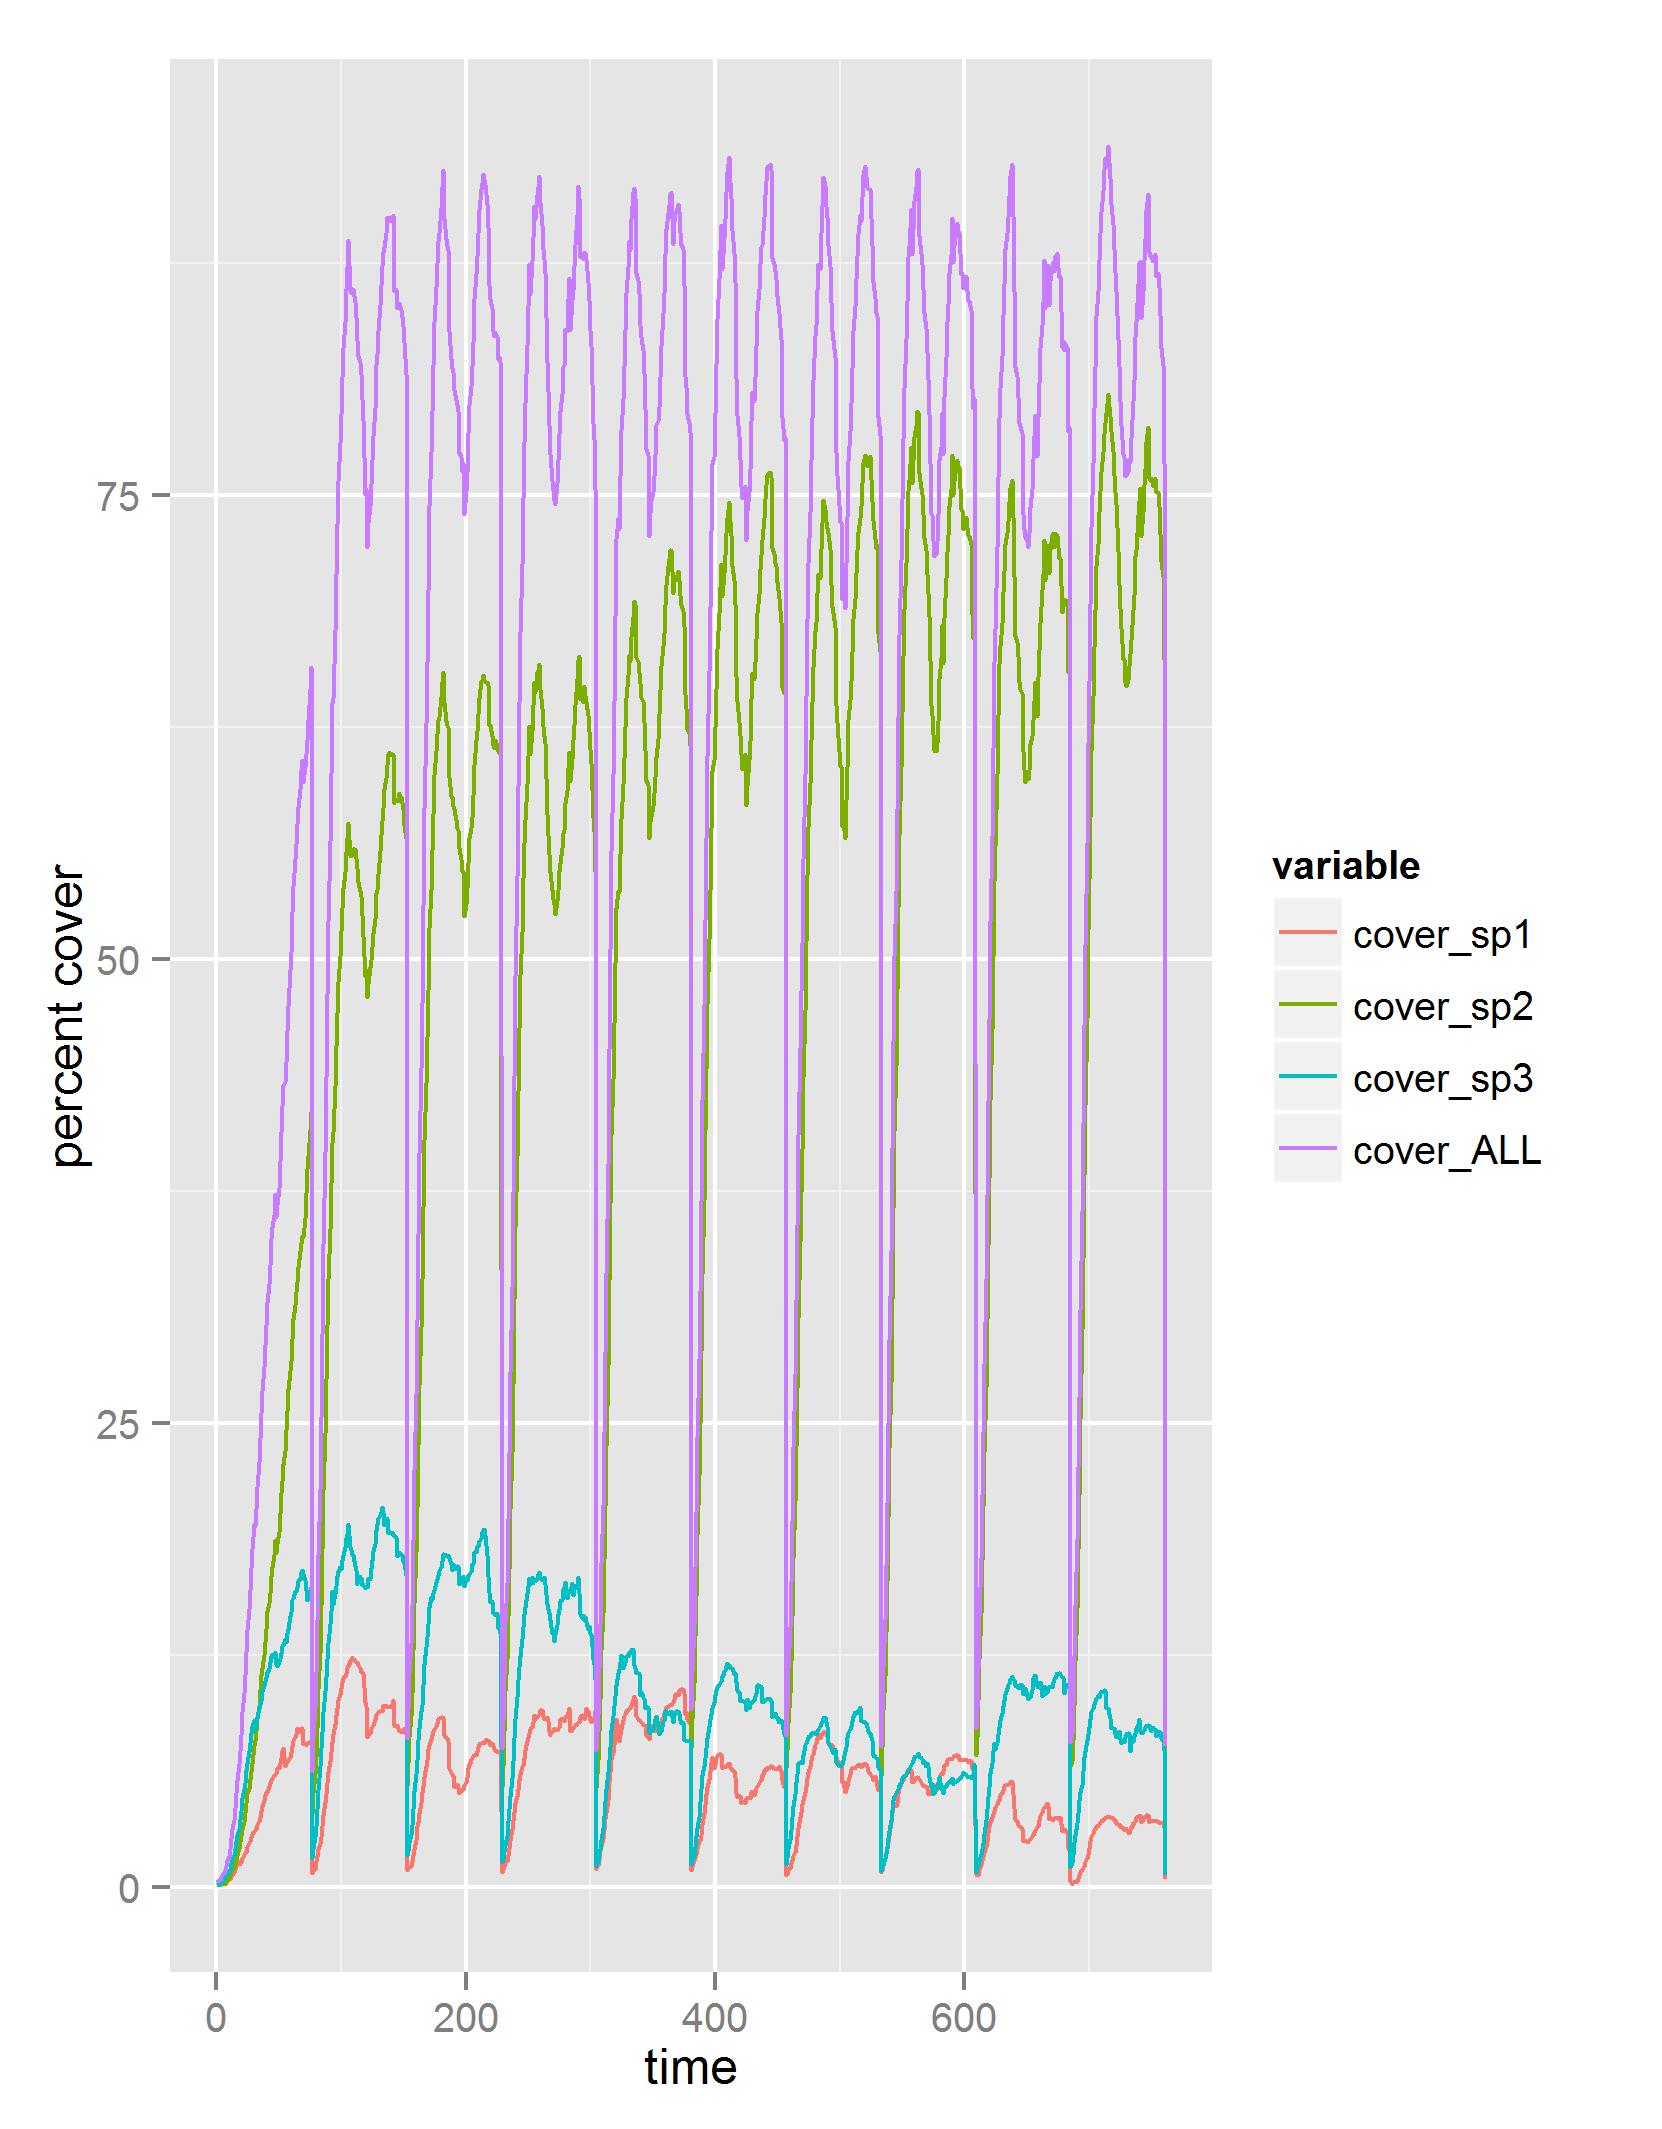 percent cover
75
50
25
0
0 200 400 600
time
variable
cover_sp1
cover_sp2
cover_sp3
cover_ALL